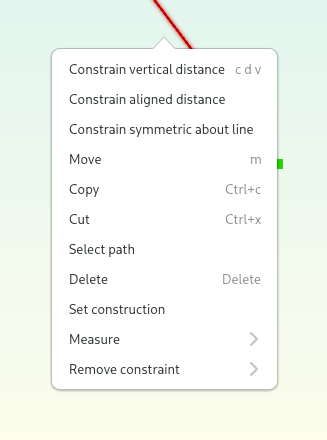 Constrain vertical distance c d v
Constrain aligned distance
Constrain symmetric about line
Move m
Copy Ctrl+c
Cut Ctrl+x
Select path
Delete Delete
Set construction
Measure
Remove constraint